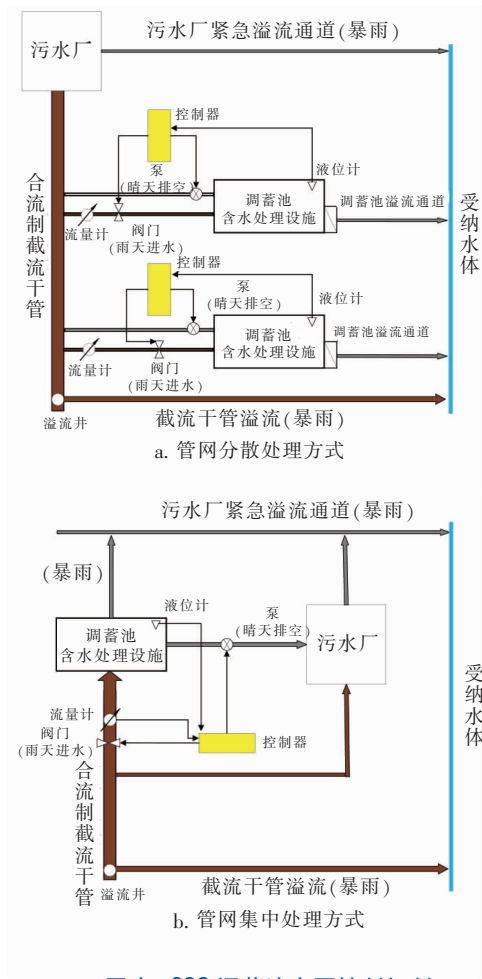 污水厂紧急溢流通道(暴雨)
污水厂
控制器
泵
(晴天排空)
液位计
调蓄池
含水处理设施
调蓄池溢流通道
合流制截流干管
流量计
阀门
(雨天进水)
受纳水体
控制器
泵
(晴天排空)
液位计
调蓄池
含水处理设施
调蓄池溢流通道
流量计
阀门
(雨天进水)
溢流井
截流干管溢流(暴雨)
a. 管网分散处理方式
污水厂紧急溢流通道(暴雨)
(暴雨)
液位计
泵
(晴天排空)
调蓄池
含水处理设施
污水厂
受纳水体
流量计
阀门
(雨天进水)
控制器
合流制截流干管
溢流井
截流干管溢流(暴雨)
b. 管网集中处理方式